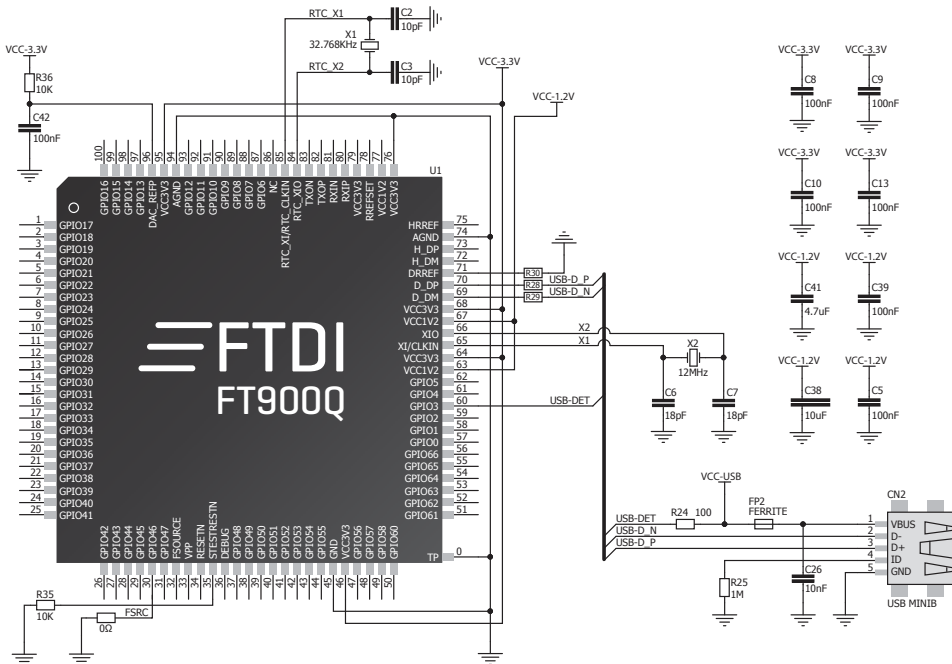 RTC_X1
C2
10pF
X1
32.768KHz
RTC_X2
C3
10pF
VCC-3.3V
R36
10K
C42
100nF
VCC-3.3V
VCC-1.2V
100
99
98
97
96
95
94
93
92
91
90
89
88
87
86
85
84
83
82
81
80
79
78
77
76
U1
GPIO16
GPIO15
GPIO14
GPIO13
DAC_REFP
VCC3V3
AGND
GPIO12
GPIO11
GPIO10
GPIO9
GPIO8
GPIO7
GPIO6
NC
RTC_XI/RTC_CLKIN
RTC_XIO
TXON
TXOP
RXIN
RXIP
VCC3V3
RREFSET
VCC1V2
VCC3V3
1 GPIO17
2 GPIO18
3 GPIO19
4 GPIO20
5 GPIO21
6 GPIO22
7 GPIO23
8 GPIO24
9 GPIO25
10 GPIO26
11 GPIO27
12 GPIO28
13 GPIO29
14 GPIO30
15 GPIO31
16 GPIO32
17 GPIO33
18 GPIO34
19 GPIO35
20 GPIO36
21 GPIO37
22 GPIO38
23 GPIO39
24 GPIO40
25 GPIO41
FTDI
FT900Q
HRREF 75
AGND 74
H_DP 73
H_DM 72
DRREF 71
D_DP 70
D_DM 69
VCC3V3 68
VCC1V2 67
XIO 66
XI/CLKIN 65
VCC3V3 64
VCC1V2 63
GPIO5 62
GPIO4 61
GPIO3 60
GPIO2 59
GPIO1 58
GPIO0 57
GPIO66 56
GPIO65 55
GPIO64 54
GPIO63 53
GPIO62 52
GPIO61 51
TP 0
GPIO42
GPIO43
GPIO44
GPIO45
GPIO46
GPIO47
FSOURCE
VPP
RESETN
STESTRESTN
DEBUG
GPIO48
GPIO49
GPIO50
GPIO51
GPIO52
GPIO53
GPIO54
GPIO55
GND
VCC3V3
GPIO56
GPIO57
GPIO58
GPIO60
26
27
28
29
30
31
32
33
34
35
36
37
38
39
40
41
42
43
44
45
46
47
48
49
50
R35
10K
FSRC
0Ω
R30
R28
USB-D_P
R29
USB-D_N
X2
X1
X2
12MHz
C6
18pF
C7
18pF
USB-DET
VCC-3.3V
C8
100nF
VCC-3.3V
C9
100nF
VCC-3.3V
C10
100nF
VCC-3.3V
C13
100nF
VCC-1.2V
C41
4.7uF
VCC-1.2V
C39
100nF
VCC-1.2V
C38
10uF
VCC-1.2V
C5
100nF
VCC-USB
USB-DET
R24 100
FP2
FERRITE
USB-D_N
USB-D_P
R25
1M
C26
10nF
CN2
1 VBUS
2 D-
3 D+
4 ID
5 GND
USB MINIB